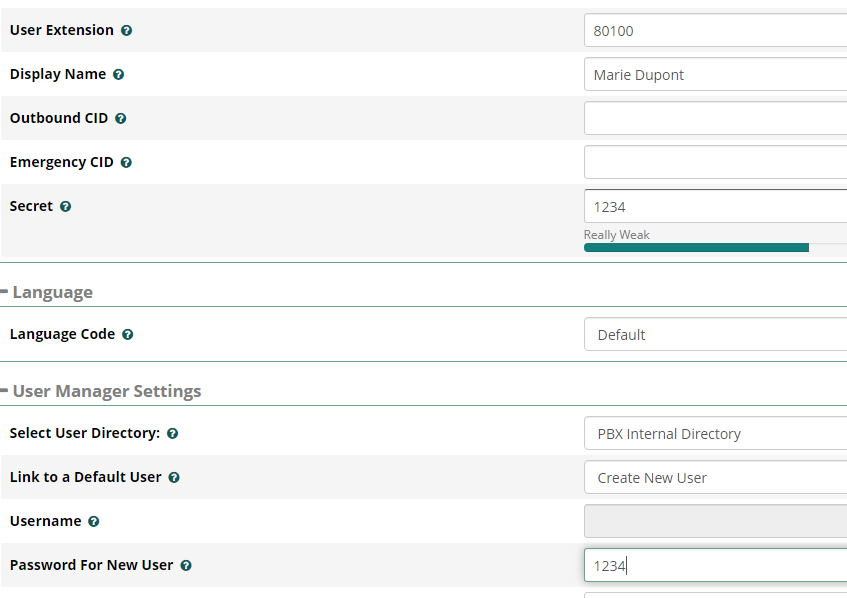 User Extension
80100
Display Name
Marie Dupont
Outbound CID
Emergency CID
Secret
1234
Really Weak
Language
Language Code
Default
User Manager Settings
Select User Directory:
PBX Internal Directory
Link to a Default User
Create New User
Username
Password For New User
1234